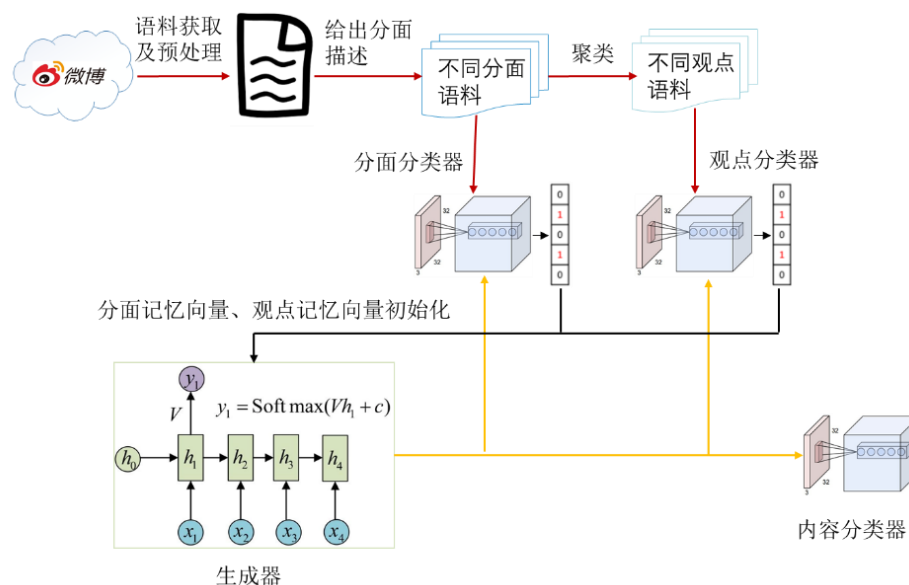 微博
语料获取
及预处理
给出分面
描述
不同分面
语料
聚类
不同观点
语料
分面分类器
观点分类器
32
32
3
0
1
0
1
0
32
32
3
0
1
0
1
0
分面记忆向量、观点记忆向量初始化
y₁
V
y₁ = Soft max(Vh₁ + c)
h₀
h₁
h₂
h₃
h₄
x₁
x₂
x₃
x₄
生成器
32
32
3
内容分类器